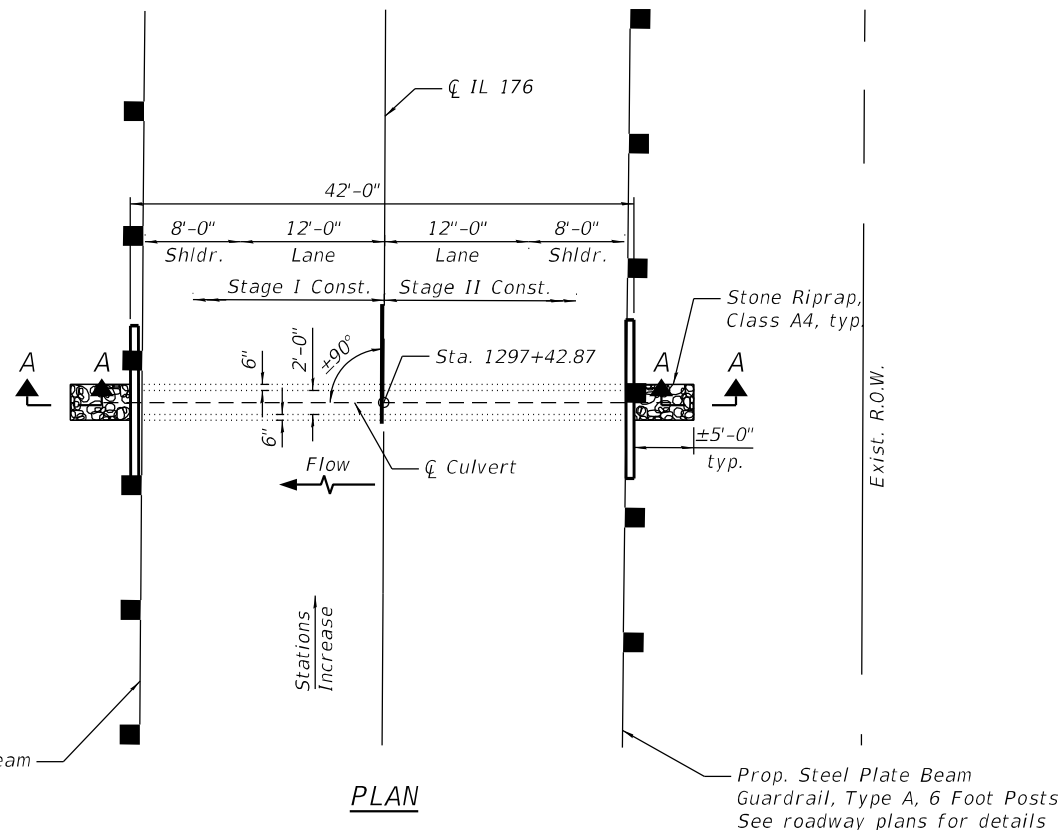 ℄ IL 176
42'-0"
8'-0" 12'-0" 12"-0" 8'-0"
Shldr. Lane Lane Shldr.
Stage I Const. Stage II Const.
Stone Riprap,
Class A4, typ.
6"
2'-0"
±90°
Sta. 1297+42.87
A A A A
6"
±5'-0"
typ.
Flow
℄ Culvert
Exist. R.O.W.
Stations
Increase
PLAN
Prop. Steel Plate Beam
Guardrail, Type A, 6 Foot Posts
See roadway plans for details